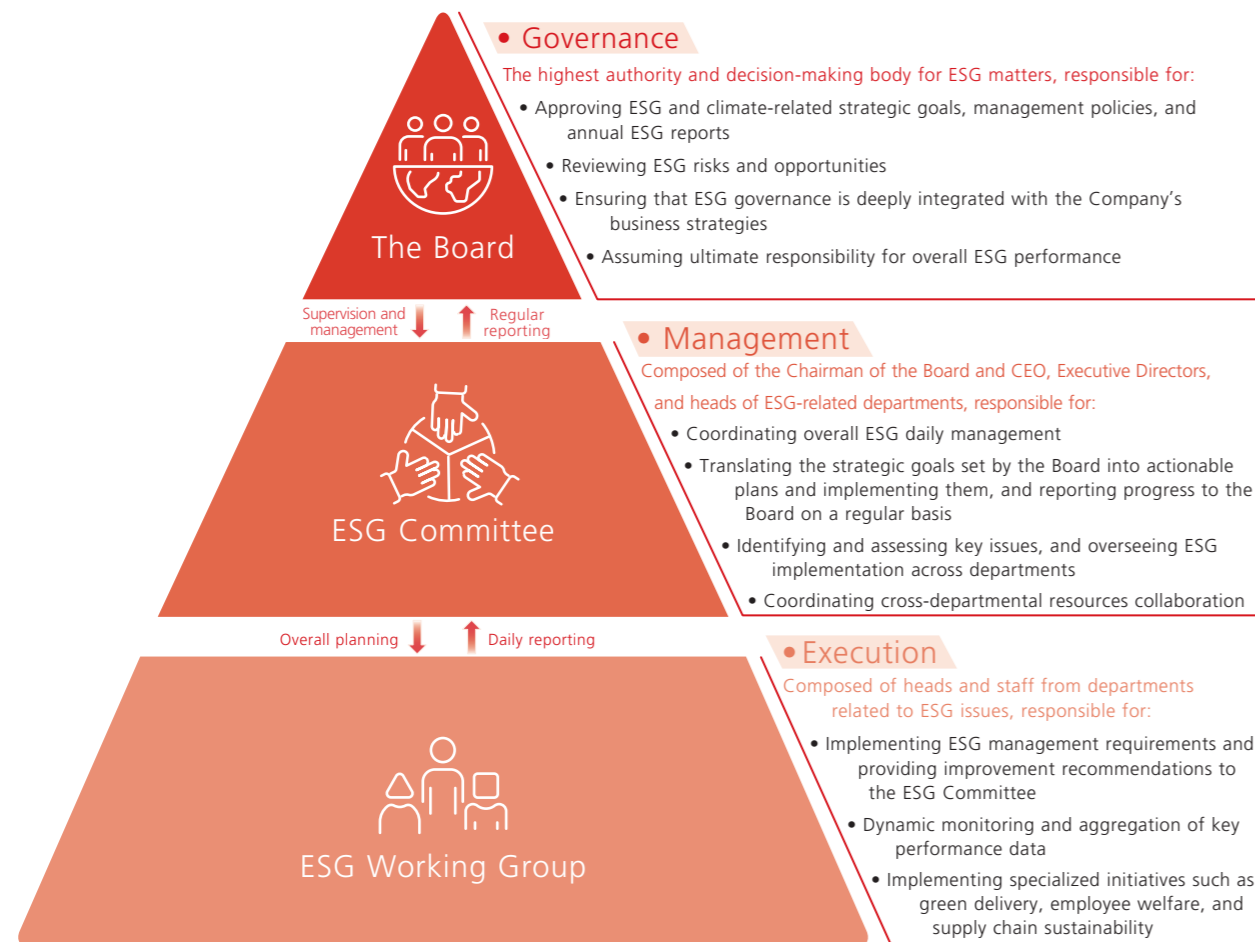 • Governance
The highest authority and decision-making body for ESG matters, responsible for:
• Approving ESG and climate-related strategic goals, management policies, and
annual ESG reports
• Reviewing ESG risks and opportunities
• Ensuring that ESG governance is deeply integrated with the Company's
business strategies
• Assuming ultimate responsibility for overall ESG performance
The Board
Supervision and
management
Regular
reporting
• Management
Composed of the Chairman of the Board and CEO, Executive Directors,
and heads of ESG-related departments, responsible for:
• Coordinating overall ESG daily management
• Translating the strategic goals set by the Board into actionable
plans and implementing them, and reporting progress to the
Board on a regular basis
• Identifying and assessing key issues, and overseeing ESG
implementation across departments
• Coordinating cross-departmental resources collaboration
ESG Committee
Overall planning
Daily reporting
• Execution
Composed of heads and staff from departments
related to ESG issues, responsible for:
• Implementing ESG management requirements and
providing improvement recommendations to
the ESG Committee
• Dynamic monitoring and aggregation of key
performance data
• Implementing specialized initiatives such as
green delivery, employee welfare, and
supply chain sustainability
ESG Working Group